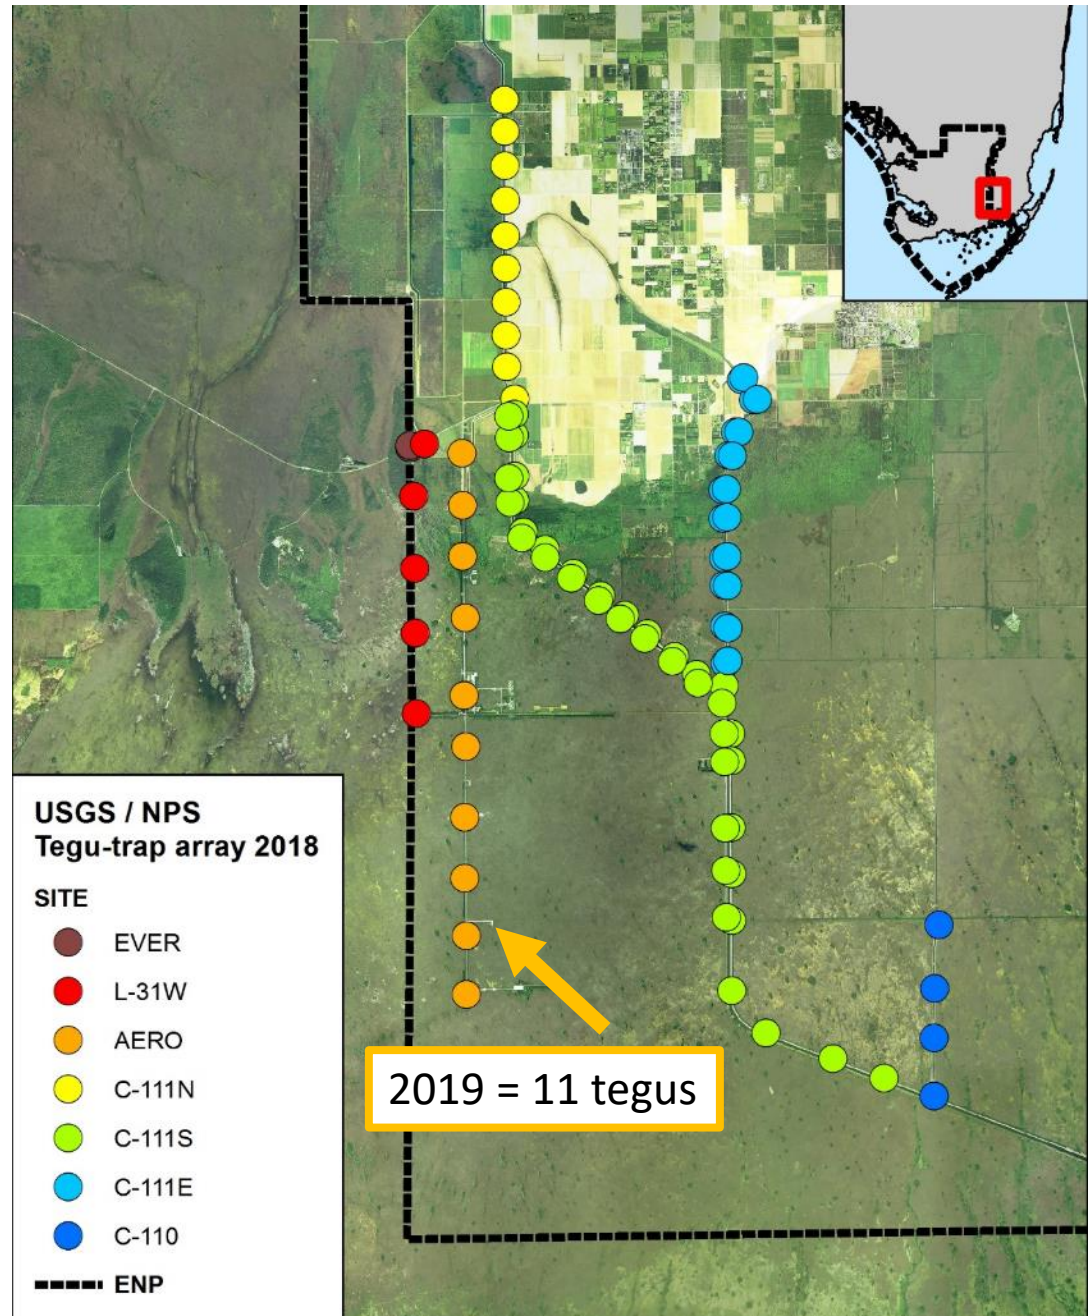 USGS / NPS
Tegu-trap array 2018
SITE
EVER
L-31W
AERO
C-111N
C-111S
C-111E
C-110
ENP
2019 = 11 tegus